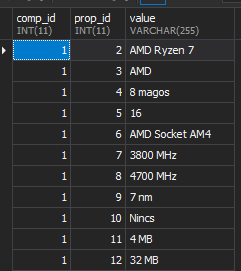 comp_id prop_id value
INT(11) INT(11) VARCHAR(255)
1 2 AMD Ryzen 7
1 3 AMD
1 4 8 magos
1 5 16
1 6 AMD Socket AM4
1 7 3800 MHz
1 8 4700 MHz
1 9 7 nm
1 10 Nincs
1 11 4 MB
1 12 32 MB